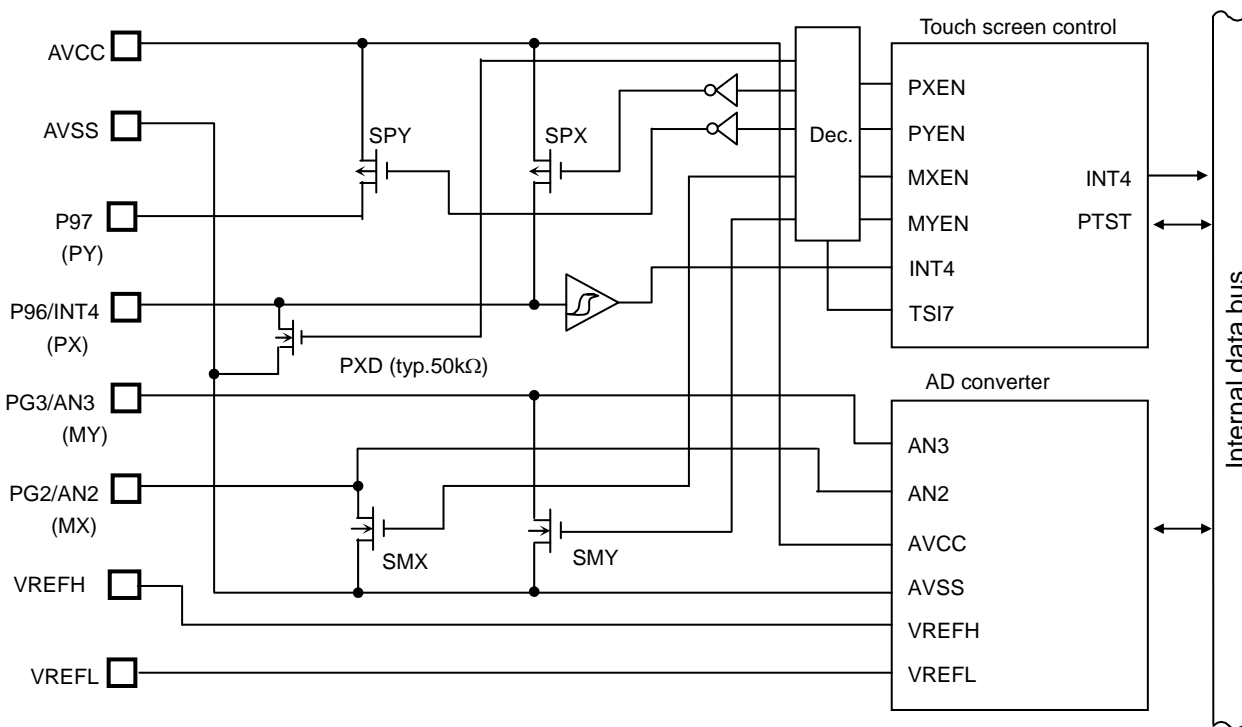 Touch screen control
AVCC
AVSS
P97
(PY)
P96/INT4
(PX)
PG3/AN3
(MY)
PG2/AN2
(MX)
VREFH
VREFL
SPY
SPX
PXD (typ.50kΩ)
SMX
SMY
Dec.
PXEN
PYEN
MXEN
MYEN
INT4
TSI7
INT4
PTST
AD converter
AN3
AN2
AVCC
AVSS
VREFH
VREFL
Internal data bus